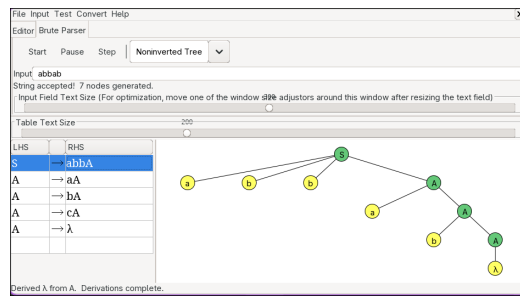 File Input Test Convert Help
Editor Brute Parser
Start Pause Step Noninverted Tree
Input abbab
String accepted! 7 nodes generated.
Input Field Text Size (For optimization, move one of the window size adjustors around this window after resizing the text field)
Table Text Size
200
LHS RHS
S → abbA
A → aA
A → bA
A → cA
A → λ
S
a b b A
a A
b A
λ
Derived λ from A. Derivations complete.